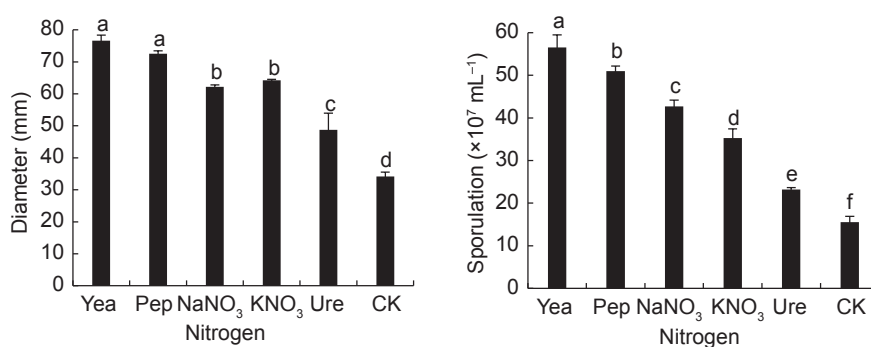 Diameter (mm)
80
70
60
50
40
30
20
10
0
a
a
b
b
c
d
Yea Pep NaNO₃ KNO₃ Ure CK
Nitrogen
Sporulation (×10⁷ mL⁻¹)
60
50
40
30
20
10
0
a
b
c
d
e
f
Yea Pep NaNO₃ KNO₃ Ure CK
Nitrogen